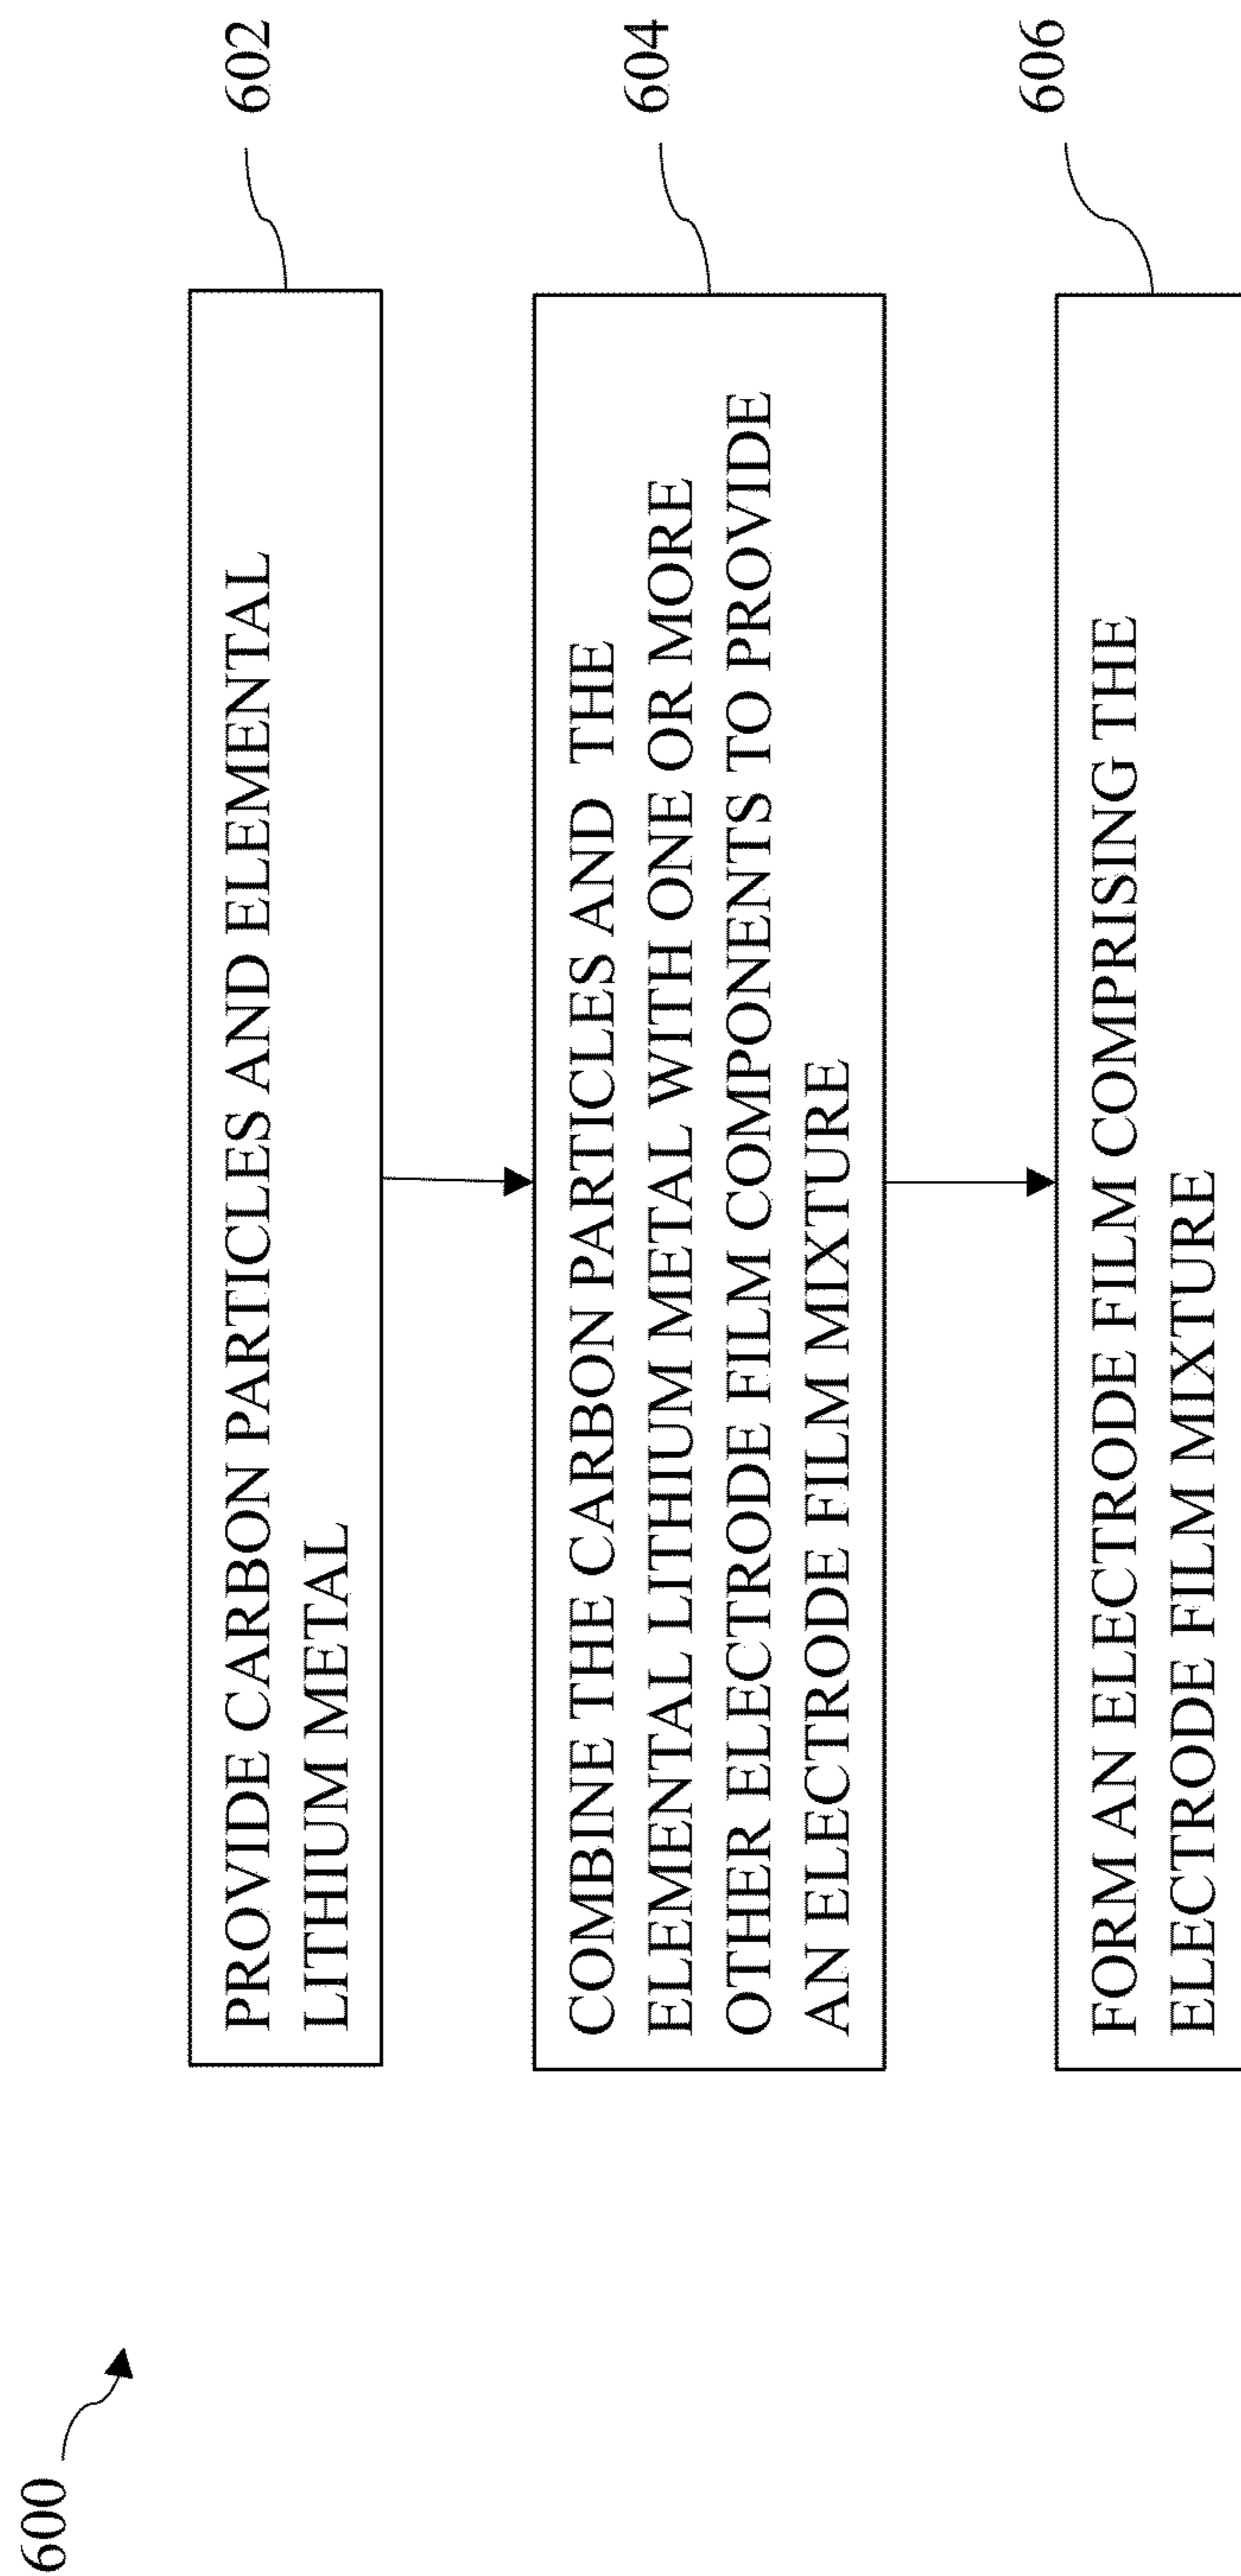 600
602
PROVIDE CARBON PARTICLES AND ELEMENTAL
LITHIUM METAL
604
COMBINE THE CARBON PARTICLES AND THE
ELEMENTAL LITHIUM METAL WITH ONE OR MORE
OTHER ELECTRODE FILM COMPONENTS TO PROVIDE
AN ELECTRODE FILM MIXTURE
606
FORM AN ELECTRODE FILM COMPRISING THE
ELECTRODE FILM MIXTURE